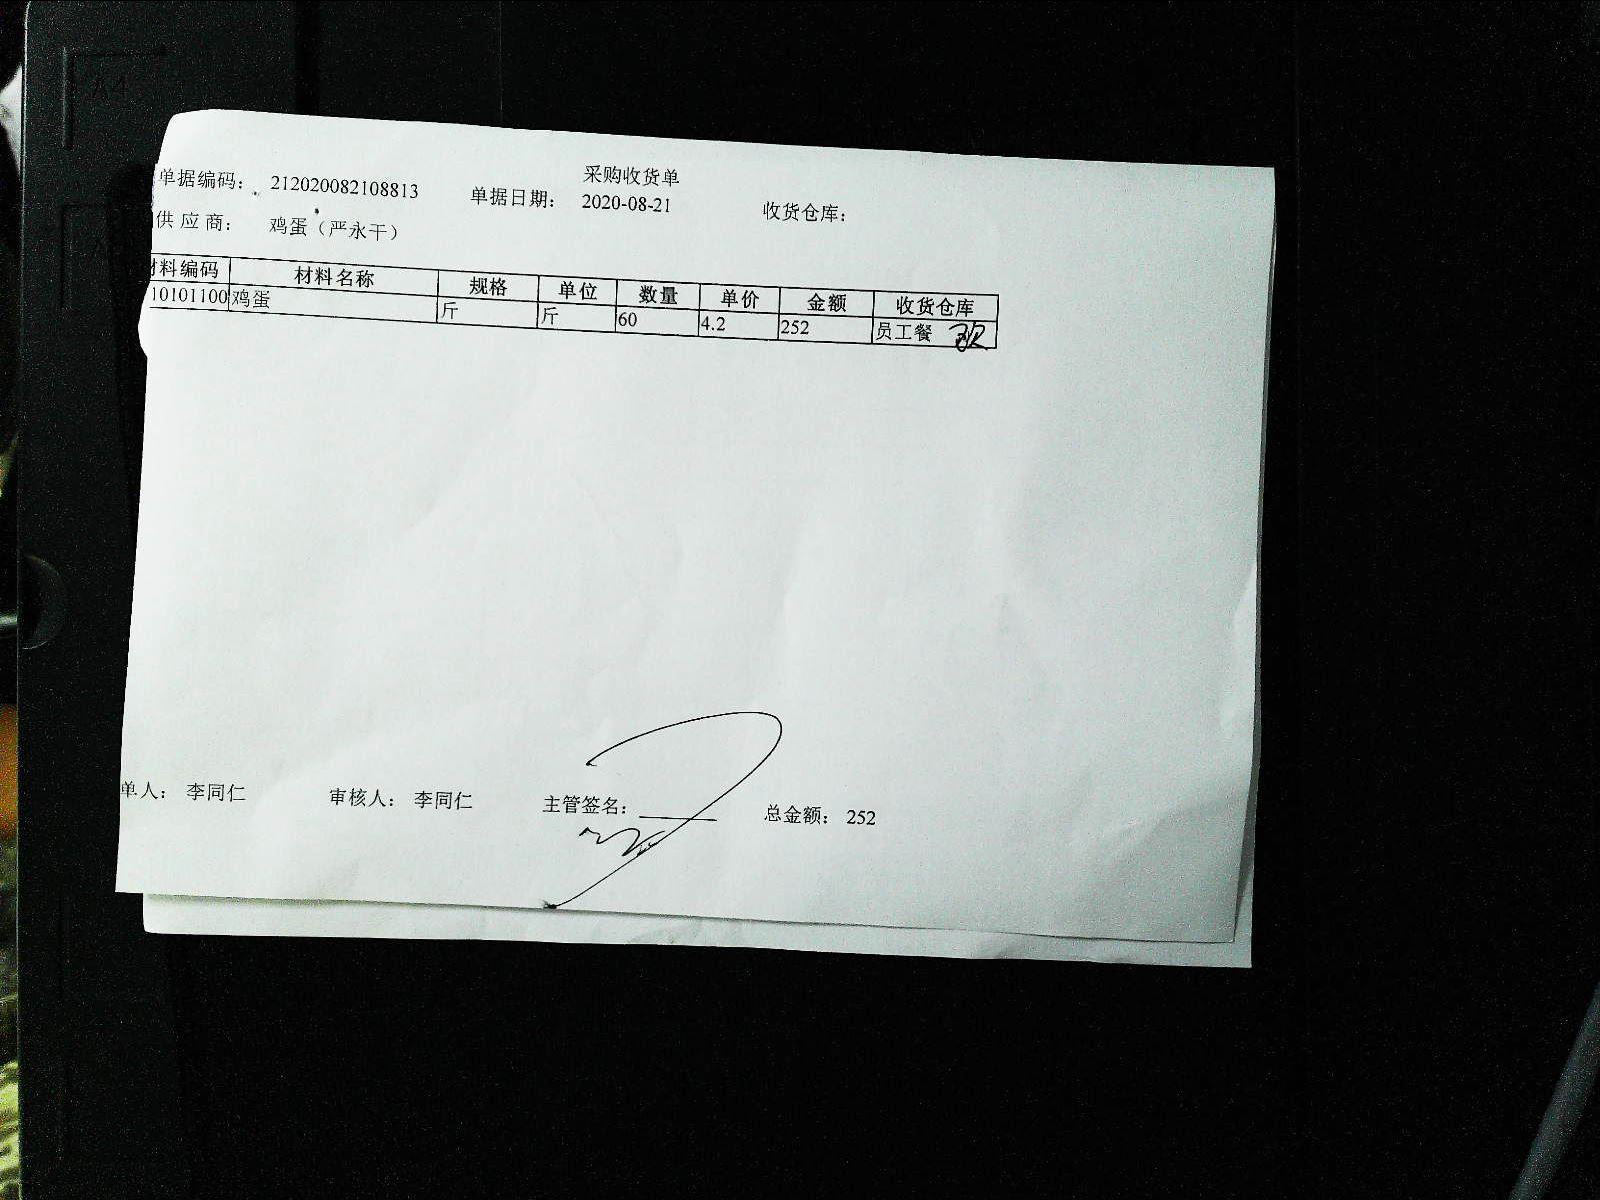 采购收货单
单据编码: 212020082108813 单据日期: 2020-08-21 收货仓库:
供应商: 鸡蛋（严永干）
材料编码 材料名称 规格 单位 数量 单价 金额 收货仓库
10101100 鸡蛋 斤 斤 60 4.2 252 员工餐
单人: 李同仁 审核人: 李同仁 主管签名: 总金额: 252
A4